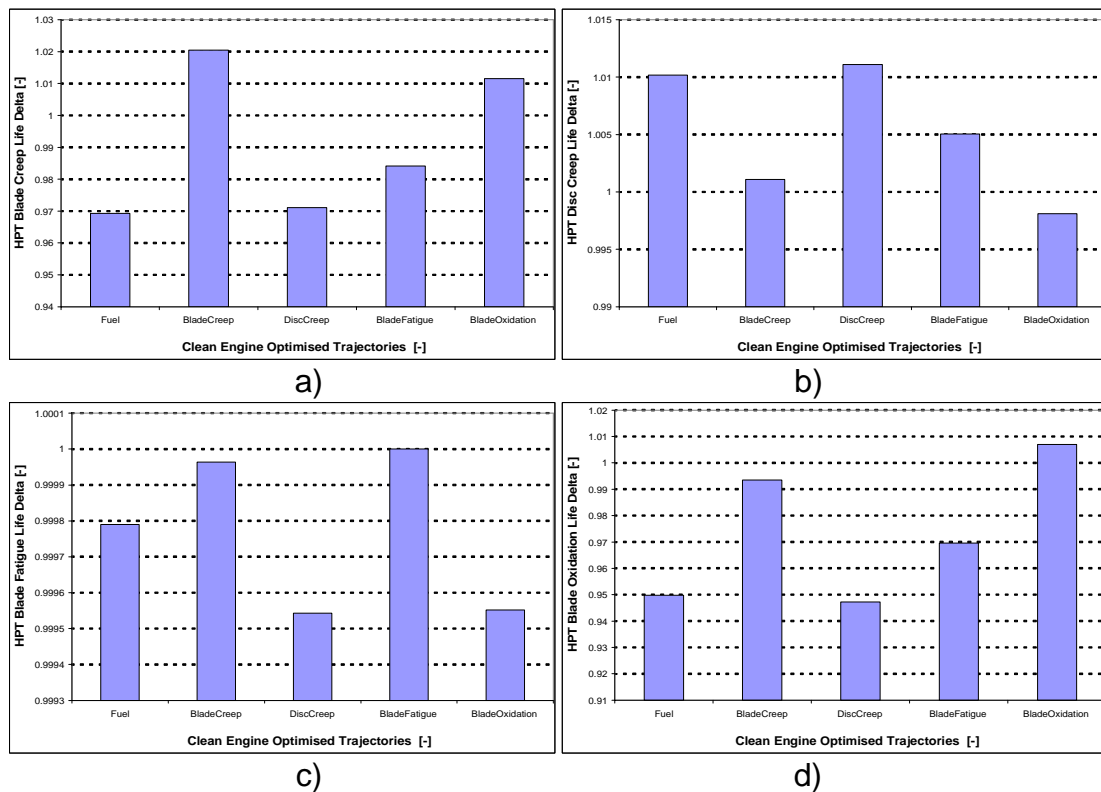 HPT Blade Creep Life Delta [-]
1.03
1.02
1.01
1
0.99
0.98
0.97
0.96
0.95
0.94
Fuel BladeCreep DiscCreep BladeFatigue BladeOxidation
Clean Engine Optimised Trajectories [-]
a)
HPT Disc Creep Life Delta [-]
1.015
1.01
1.005
1
0.995
0.99
Fuel BladeCreep DiscCreep BladeFatigue BladeOxidation
Clean Engine Optimised Trajectories [-]
b)
HPT Blade Fatigue Life Delta [-]
1.0001
1
0.9999
0.9998
0.9997
0.9996
0.9995
0.9994
0.9993
Fuel BladeCreep DiscCreep BladeFatigue BladeOxidation
Clean Engine Optimised Trajectories [-]
c)
HPT Blade Oxidation Life Delta [-]
1.02
1.01
1
0.99
0.98
0.97
0.96
0.95
0.94
0.93
0.92
0.91
Fuel BladeCreep DiscCreep BladeFatigue BladeOxidation
Clean Engine Optimised Trajectories [-]
d)